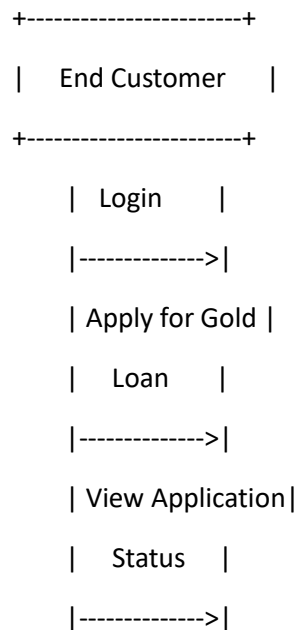 +------------------------+
|    End Customer    |
+------------------------+
|   Login      |
|-------------->|
| Apply for Gold |
|    Loan      |
|-------------->|
| View Application|
|    Status    |
|-------------->|